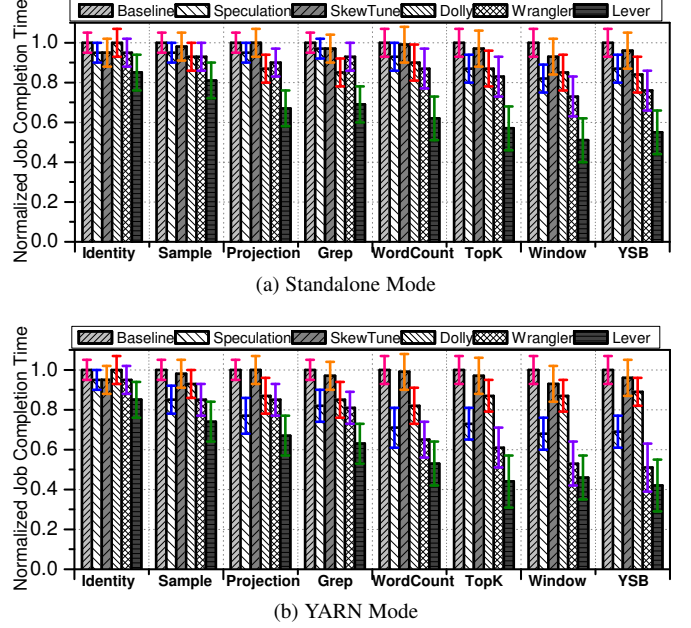 Baseline Speculation SkewTune Dolly Wrangler Lever
Normalized Job Completion Time
1.0
0.8
0.6
0.4
0.2
0.0
Identity Sample Projection Grep WordCount TopK Window YSB
(a) Standalone Mode
Baseline Speculation SkewTune Dolly Wrangler Lever
Normalized Job Completion Time
1.0
0.8
0.6
0.4
0.2
0.0
Identity Sample Projection Grep WordCount TopK Window YSB
(b) YARN Mode